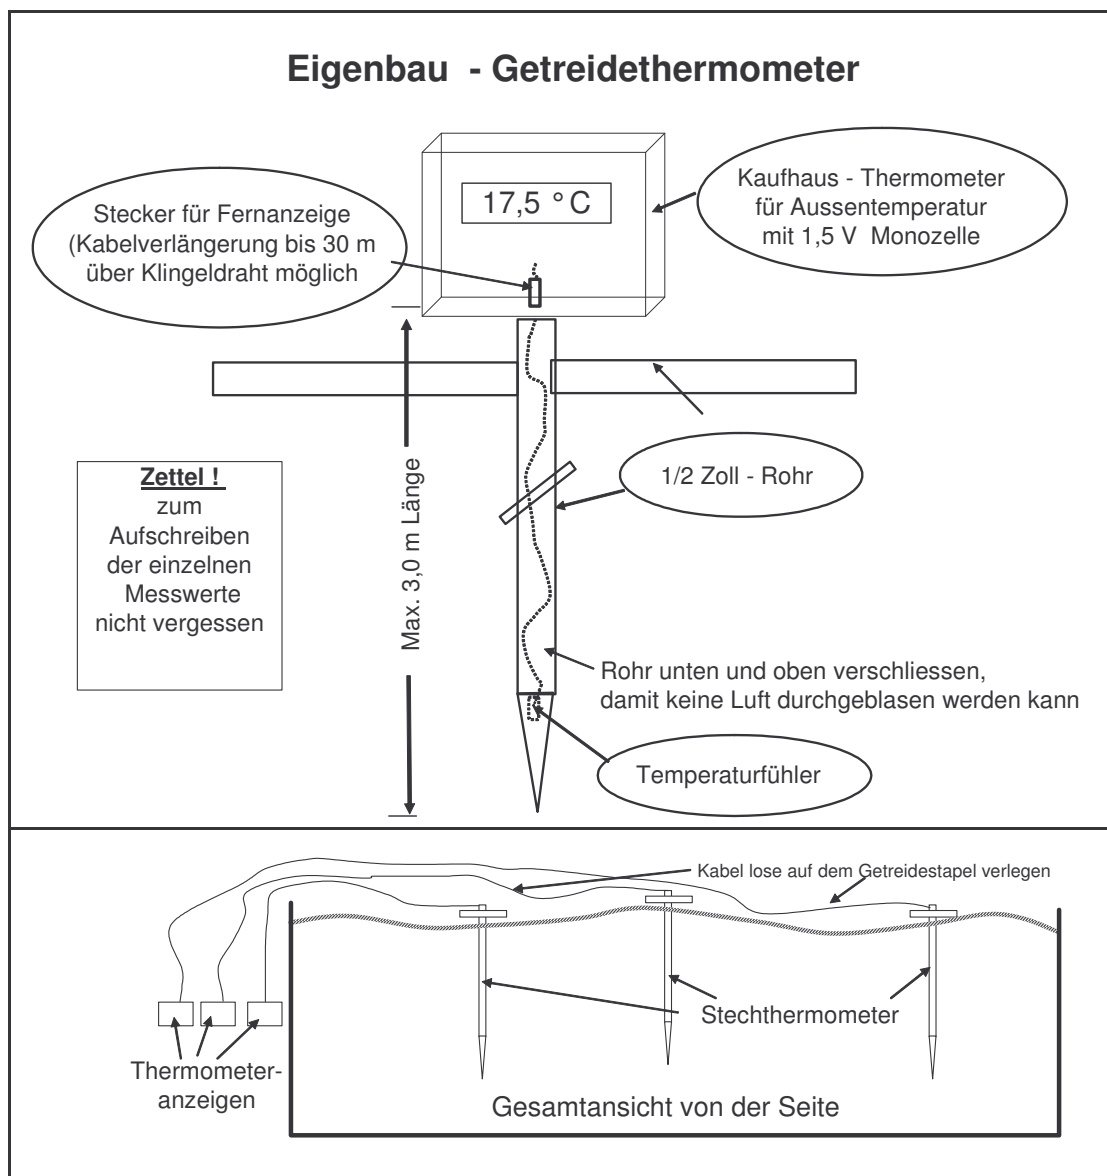 Eigenbau - Getreidethermometer
17,5 °C
Kaufhaus - Thermometer
für Aussentemperatur
mit 1,5 V Monozelle
Stecker für Fernanzeige
(Kabelverlängerung bis 30 m
über Klingeldraht möglich
1/2 Zoll - Rohr
Zettel !
zum
Aufschreiben
der einzelnen
Messwerte
nicht vergessen
Max. 3,0 m Länge
Rohr unten und oben verschliessen,
damit keine Luft durchgeblasen werden kann
Temperaturfühler
Kabel lose auf dem Getreidestapel verlegen
Stechthermometer
Thermometer-
anzeigen
Gesamtansicht von der Seite